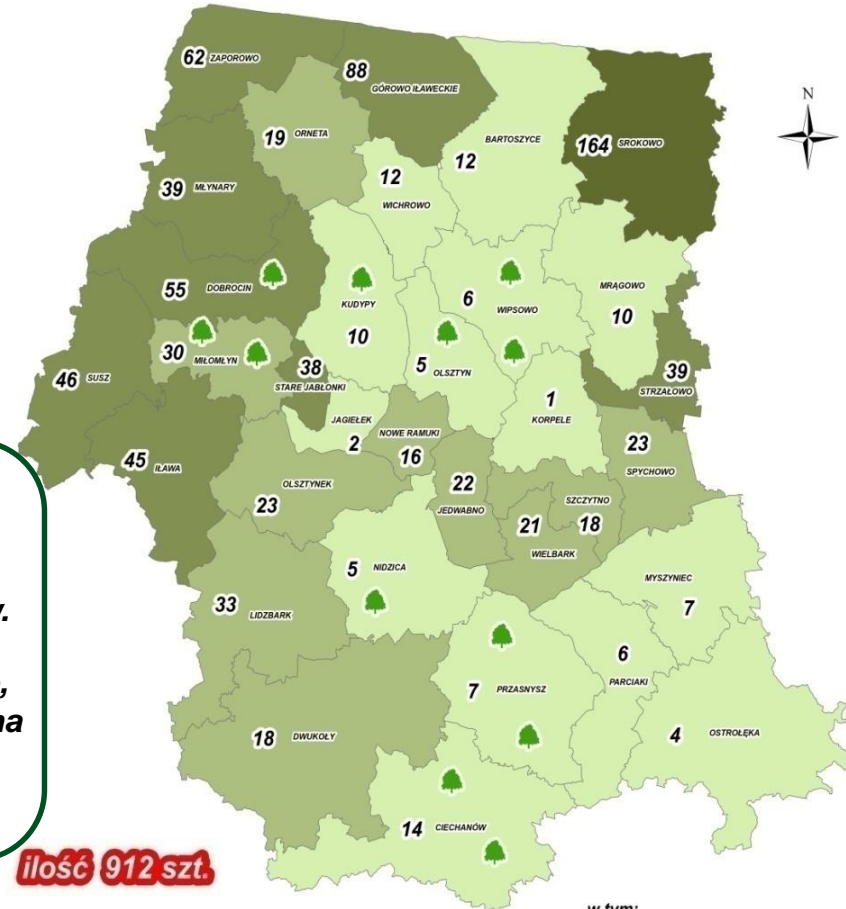 62 ZAPOROWO
88
GÓROWO IŁAWECKIE
N
19 ORNETA
BARTOSZYCE
12
164 SROKOWO
39 MŁYNARY
12
WICHROWO
55 DOBROCIN
KUDYPY
10
6
WIPSOWO
MRĄGOWO
10
30 MIŁOMŁYN
38
STARE JABŁONKI
5 OLSZTYN
39
STRZAŁOWO
46 SUSZ
1
KORPELE
JAGIEŁEK
2
NOWE RAMUKI
16
23
SPYCHOWO
45 IŁAWA
OLSZTYNEK
23
22
JEDWABNO
SZCZYTNO
18
21
WIELBARK
5 NIDZICA
MYSZYNIEC
7
33 LIDZBARK
6
PARCIAKI
7 PRZASNYSZ
18 DWUKOŁY
4 OSTROŁĘKA
14 CIECHANÓW
ilość 912 szt.
w tym: